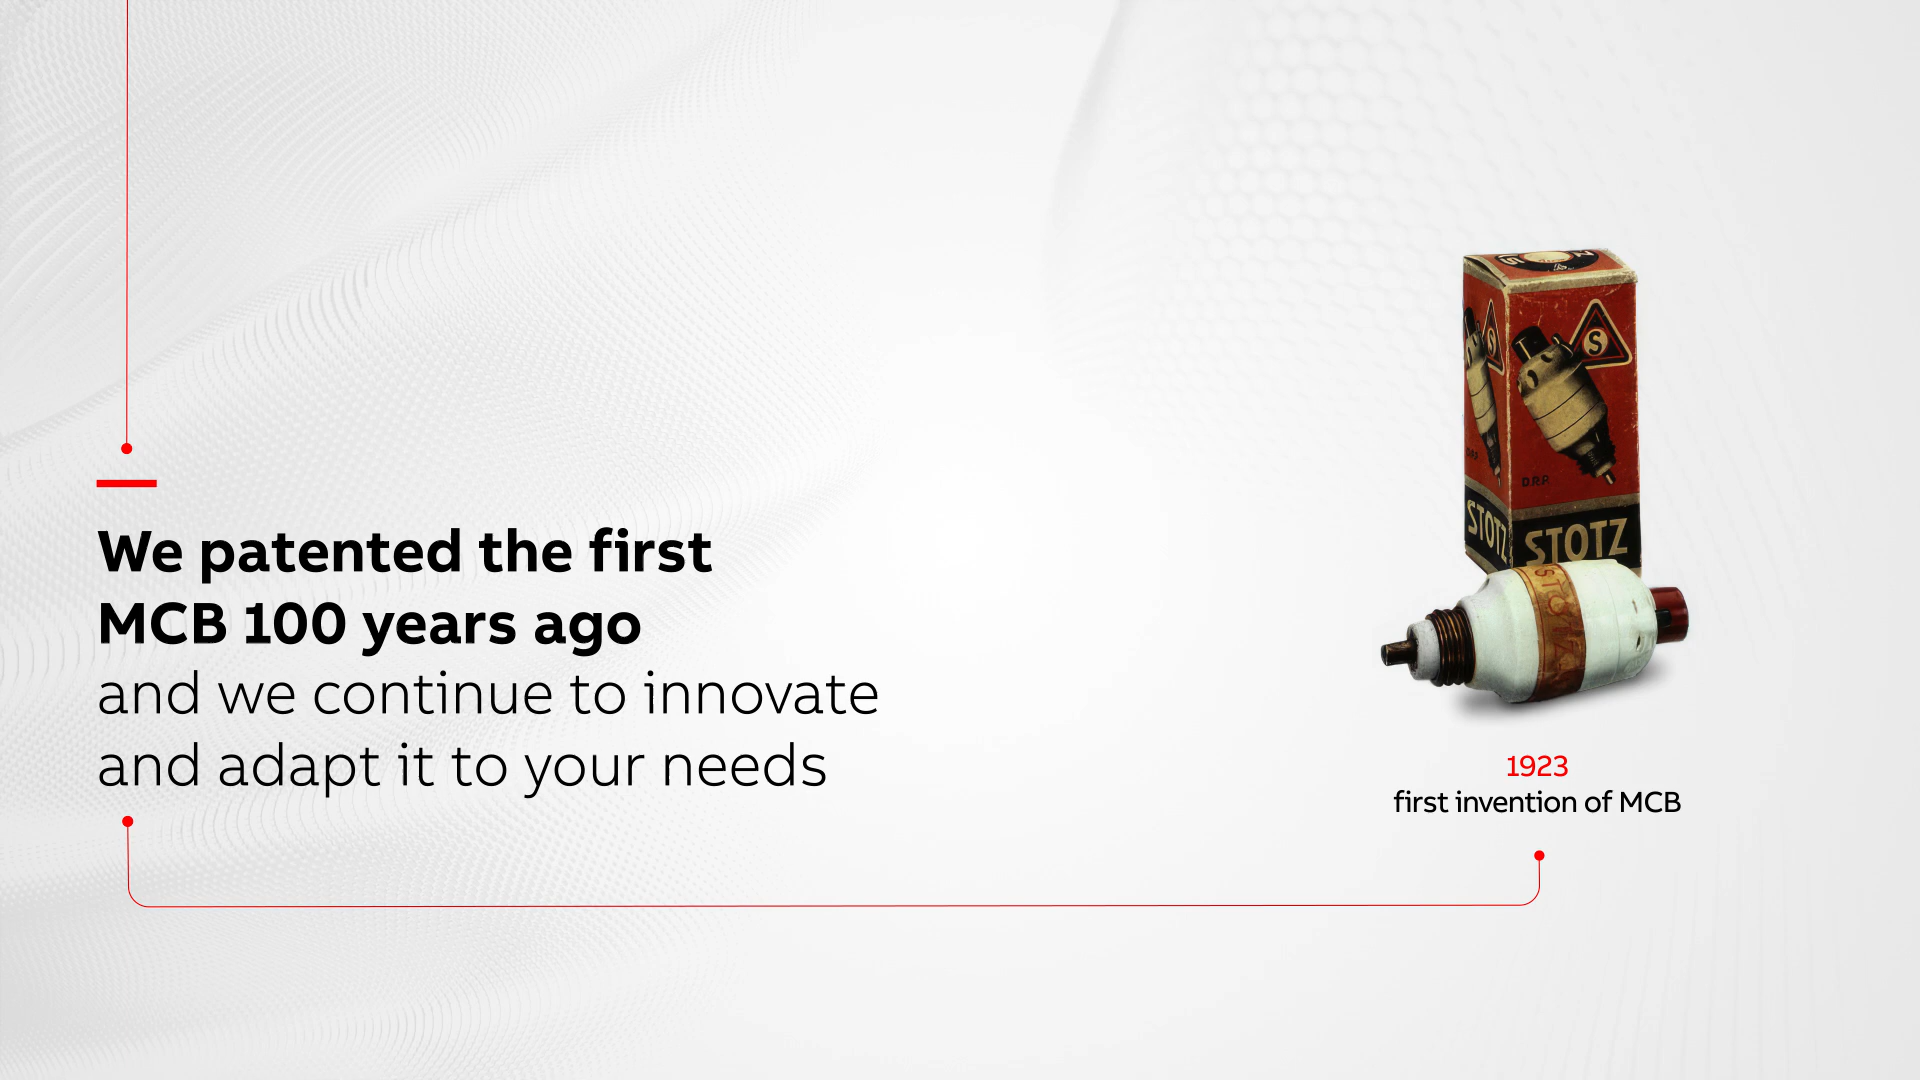 We patented the first
MCB 100 years ago
and we continue to innovate
and adapt it to your needs
S
S
D.R.P.
STOTZ
STOTZ
STOTZ
1923
first invention of MCB